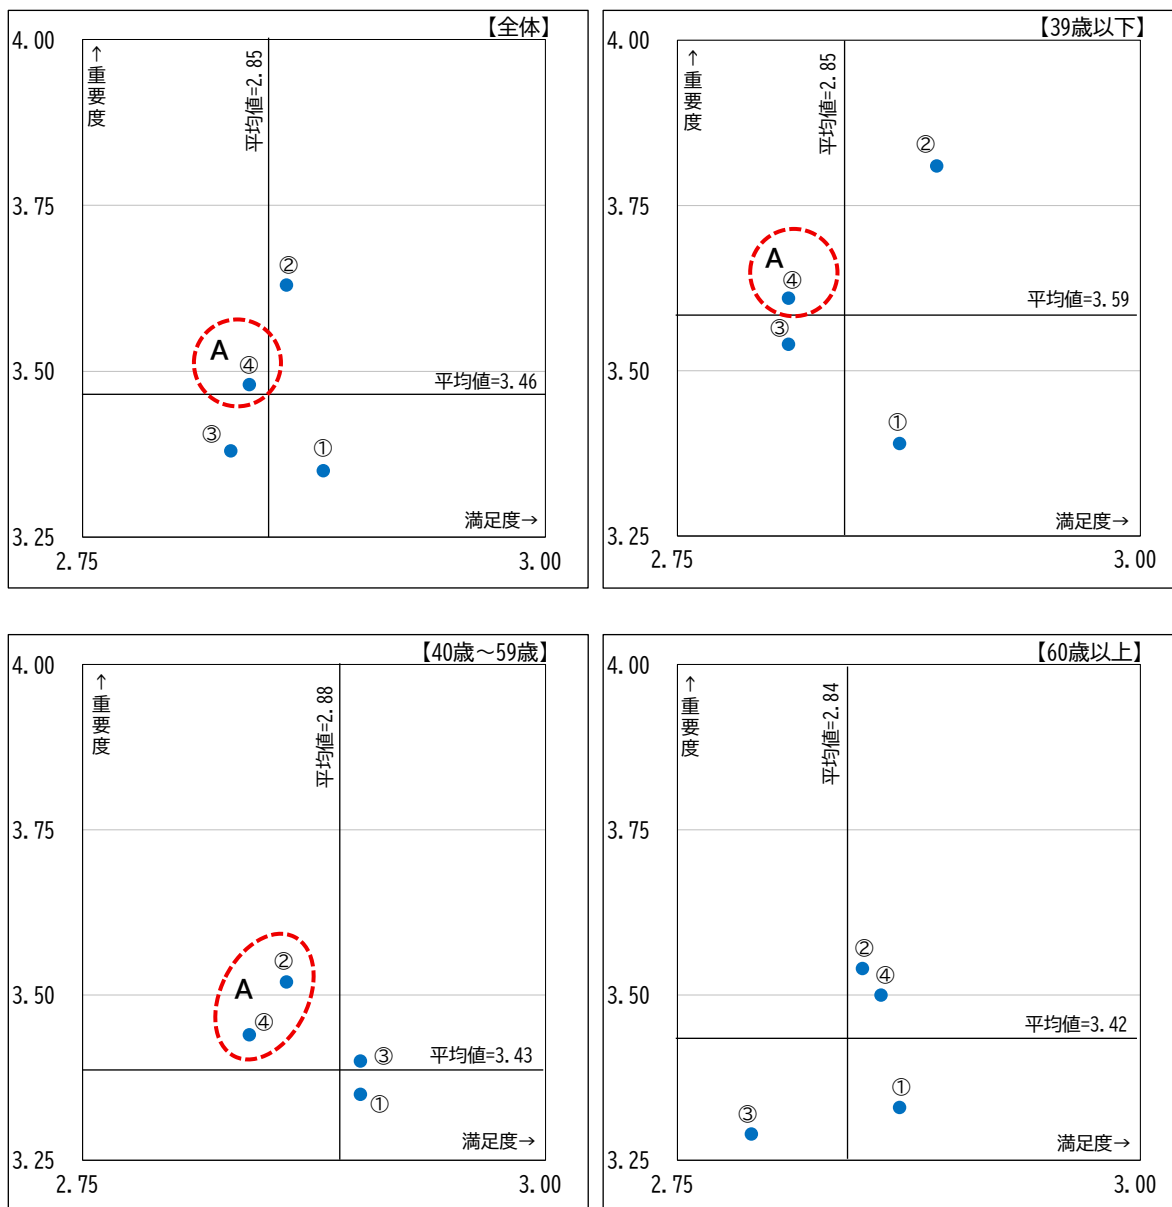 【全体】
4.00
↑重要度
平均値=2.85
3.75
②
A
④
3.50
平均値=3.46
③
①
満足度→
3.25
2.75
3.00
【39歳以下】
↑重要度
平均値=2.85
②
A
④
平均値=3.59
③
①
満足度→
3.25
2.75
3.00
4.00
3.75
3.50
【40歳～59歳】
4.00
↑重要度
平均値=2.88
3.75
②
A
3.50
④
平均値=3.43
③
①
満足度→
3.25
2.75
3.00
【60歳以上】
4.00
↑重要度
平均値=2.84
3.75
②
④
3.50
平均値=3.42
①
③
満足度→
3.25
2.75
3.00